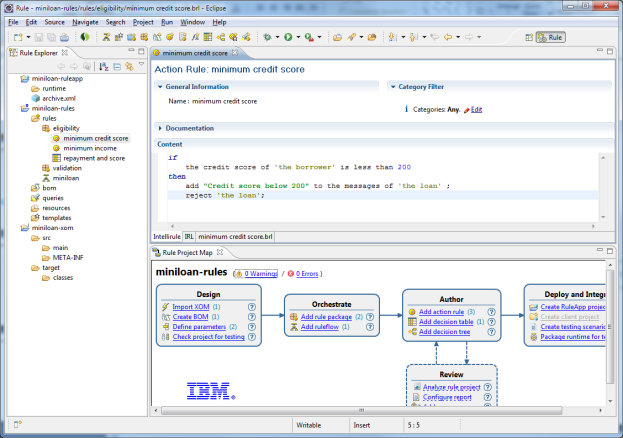 Rule - miniloan-rules/rules/eligibility/minimum credit score.brl - Eclipse
File Edit Source Navigate Search Project Run Window Help
Rule
Rule Explorer
miniloan-ruleapp
runtime
archive.xml
miniloan-rules
rules
eligibility
minimum credit score
minimum income
repayment and score
validation
miniloan
bom
queries
resources
templates
miniloan-xom
src
main
META-INF
target
classes
minimum credit score
Action Rule: minimum credit score
General Information
Name : minimum credit score
Category Filter
Categories: Any. Edit
Documentation
Content
if
the credit score of 'the borrower' is less than 200
then
add "Credit score below 200" to the messages of 'the loan' ;
reject 'the loan';
Intellirule IRL minimum credit score.brl
Rule Project Map
miniloan-rules ( 0 Warnings / 0 Errors )
Design
Import XOM (1)
Create BOM (1)
Define parameters (2)
Check project for testing
Orchestrate
Add rule package (2)
Add ruleflow (1)
Author
Add action rule (3)
Add decision table (1)
Add decision tree
Deploy and Integr
Create RuleApp projec
Create client project
Create testing scenario
Package runtime for te
Review
Analyze rule project
Configure report
IBM
Writable Insert 5 : 5